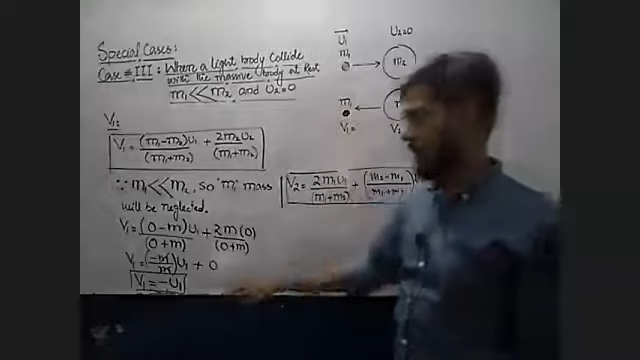 Special Cases:
Case # III : When a light body Collide
with the massive body at Rest
m₁<<m₂ and U₂=0
V₁:
V₁ = (m₁-m₂)U₁/(m₁+m₂) + 2m₂U₂/(m₁+m₂)
∵ m₁<<m₂, so "m₁" mass
will be neglected.
V₁ = (0-m)U₁/(0+m) + 2m(0)/(0+m)
V₁ = (-m/m)U₁ + 0
V₁ = -U₁
U₁
U₂=0
m₁
m₂
m₁
V₁=
V₂
V₂ = 2m₁U₁/(m₁+m₂) + (m₂-m₁/m₁+m